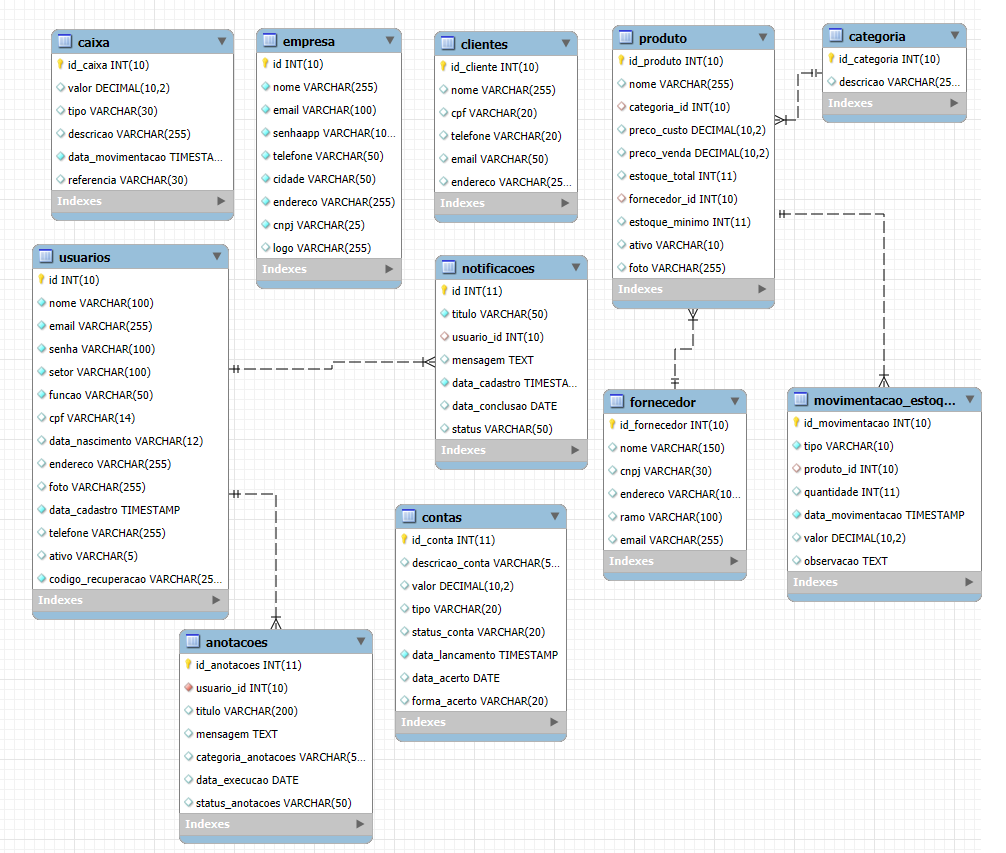 caixa
id_caixa INT(10)
valor DECIMAL(10,2)
tipo VARCHAR(30)
descricao VARCHAR(255)
data_movimentacao TIMESTA...
referencia VARCHAR(30)
Indexes
empresa
id INT(10)
nome VARCHAR(255)
email VARCHAR(100)
senhaapp VARCHAR(10...
telefone VARCHAR(50)
cidade VARCHAR(50)
endereco VARCHAR(255)
cnpj VARCHAR(25)
logo VARCHAR(255)
Indexes
clientes
id_cliente INT(10)
nome VARCHAR(255)
cpf VARCHAR(20)
telefone VARCHAR(20)
email VARCHAR(50)
endereco VARCHAR(25...
Indexes
produto
id_produto INT(10)
nome VARCHAR(255)
categoria_id INT(10)
preco_custo DECIMAL(10,2)
preco_venda DECIMAL(10,2)
estoque_total INT(11)
fornecedor_id INT(10)
estoque_minimo INT(11)
ativo VARCHAR(10)
foto VARCHAR(255)
Indexes
categoria
id_categoria INT(10)
descricao VARCHAR(25...
Indexes
usuarios
id INT(10)
nome VARCHAR(100)
email VARCHAR(255)
senha VARCHAR(100)
setor VARCHAR(100)
funcao VARCHAR(50)
cpf VARCHAR(14)
data_nascimento VARCHAR(12)
endereco VARCHAR(255)
foto VARCHAR(255)
data_cadastro TIMESTAMP
telefone VARCHAR(255)
ativo VARCHAR(5)
codigo_recuperacao VARCHAR(25...
Indexes
notificacoes
id INT(11)
titulo VARCHAR(50)
usuario_id INT(10)
mensagem TEXT
data_cadastro TIMESTA...
data_conclusao DATE
status VARCHAR(50)
Indexes
fornecedor
id_fornecedor INT(10)
nome VARCHAR(150)
cnpj VARCHAR(30)
endereco VARCHAR(10...
ramo VARCHAR(100)
email VARCHAR(255)
Indexes
movimentacao_estoq...
id_movimentacao INT(10)
tipo VARCHAR(10)
produto_id INT(10)
quantidade INT(11)
data_movimentacao TIMESTAMP
valor DECIMAL(10,2)
observacao TEXT
Indexes
contas
id_conta INT(11)
descricao_conta VARCHAR(5...
valor DECIMAL(10,2)
tipo VARCHAR(20)
status_conta VARCHAR(20)
data_lancamento TIMESTAMP
data_acerto DATE
forma_acerto VARCHAR(20)
Indexes
anotacoes
id_anotacoes INT(11)
usuario_id INT(10)
titulo VARCHAR(200)
mensagem TEXT
categoria_anotacoes VARCHAR(5...
data_execucao DATE
status_anotacoes VARCHAR(50)
Indexes